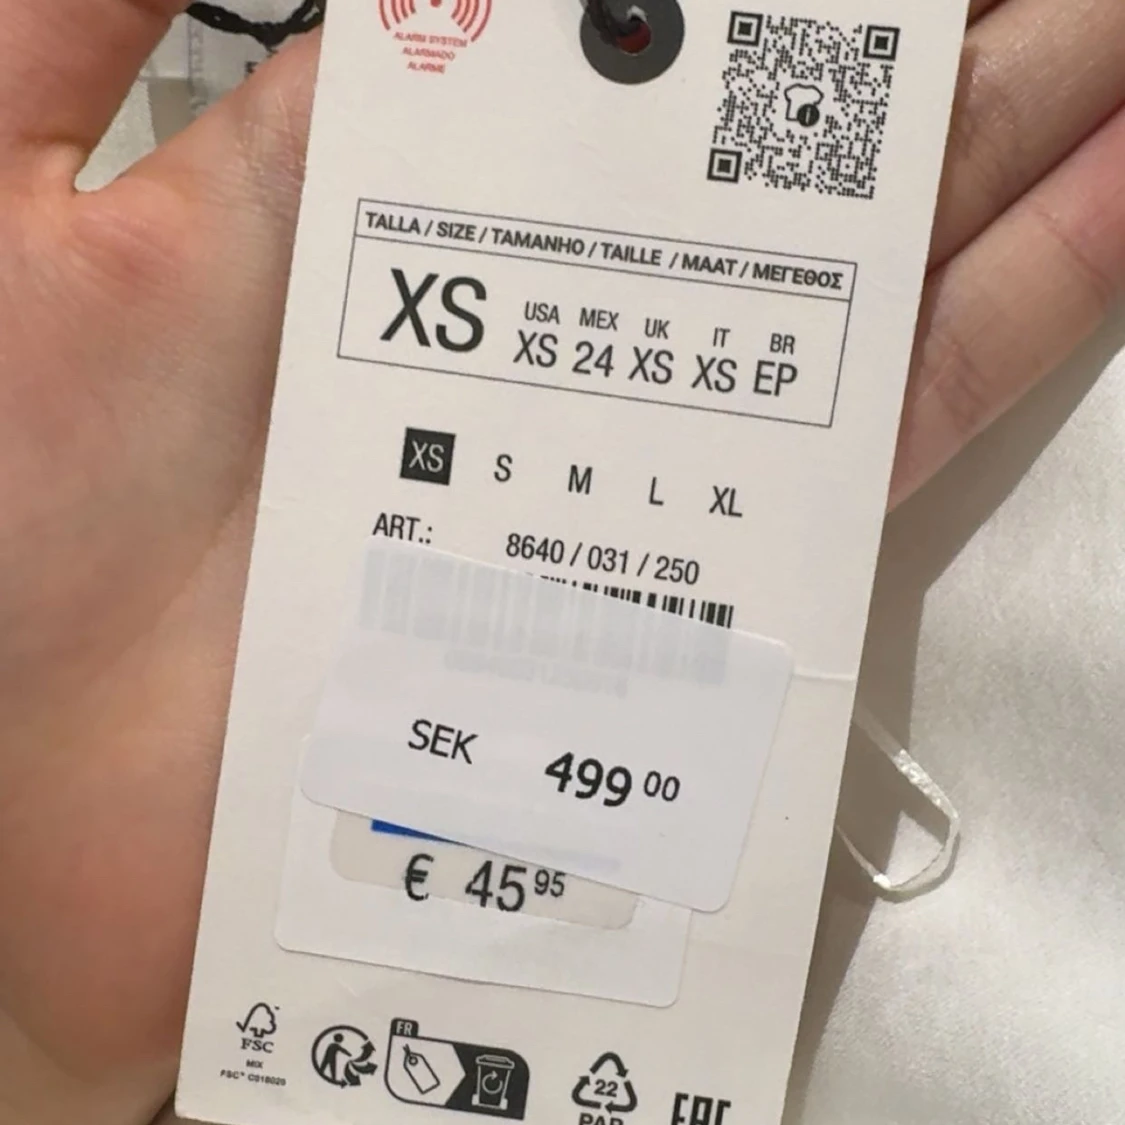 ALARM SYSTEM
ALARMADO
ALARME
TALLA / SIZE / TAMANHO / TAILLE / MAAT / ΜΕΓΕΘΟΣ
XS
USA MEX UK IT BR
XS 24 XS XS EP
XS S M L XL
ART.: 8640 / 031 / 250
SEK 499 00
€ 45 95
FSC
MIX
FSC® C018029
FR
22
PAP
EAC